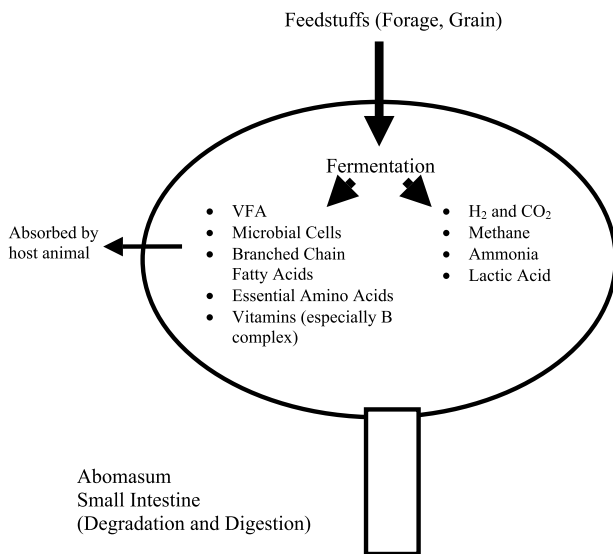 Feedstuffs (Forage, Grain)
Fermentation
Absorbed by
host animal
• VFA
• Microbial Cells
• Branched Chain
Fatty Acids
• Essential Amino Acids
• Vitamins (especially B
complex)
• H₂ and CO₂
• Methane
• Ammonia
• Lactic Acid
Abomasum
Small Intestine
(Degradation and Digestion)